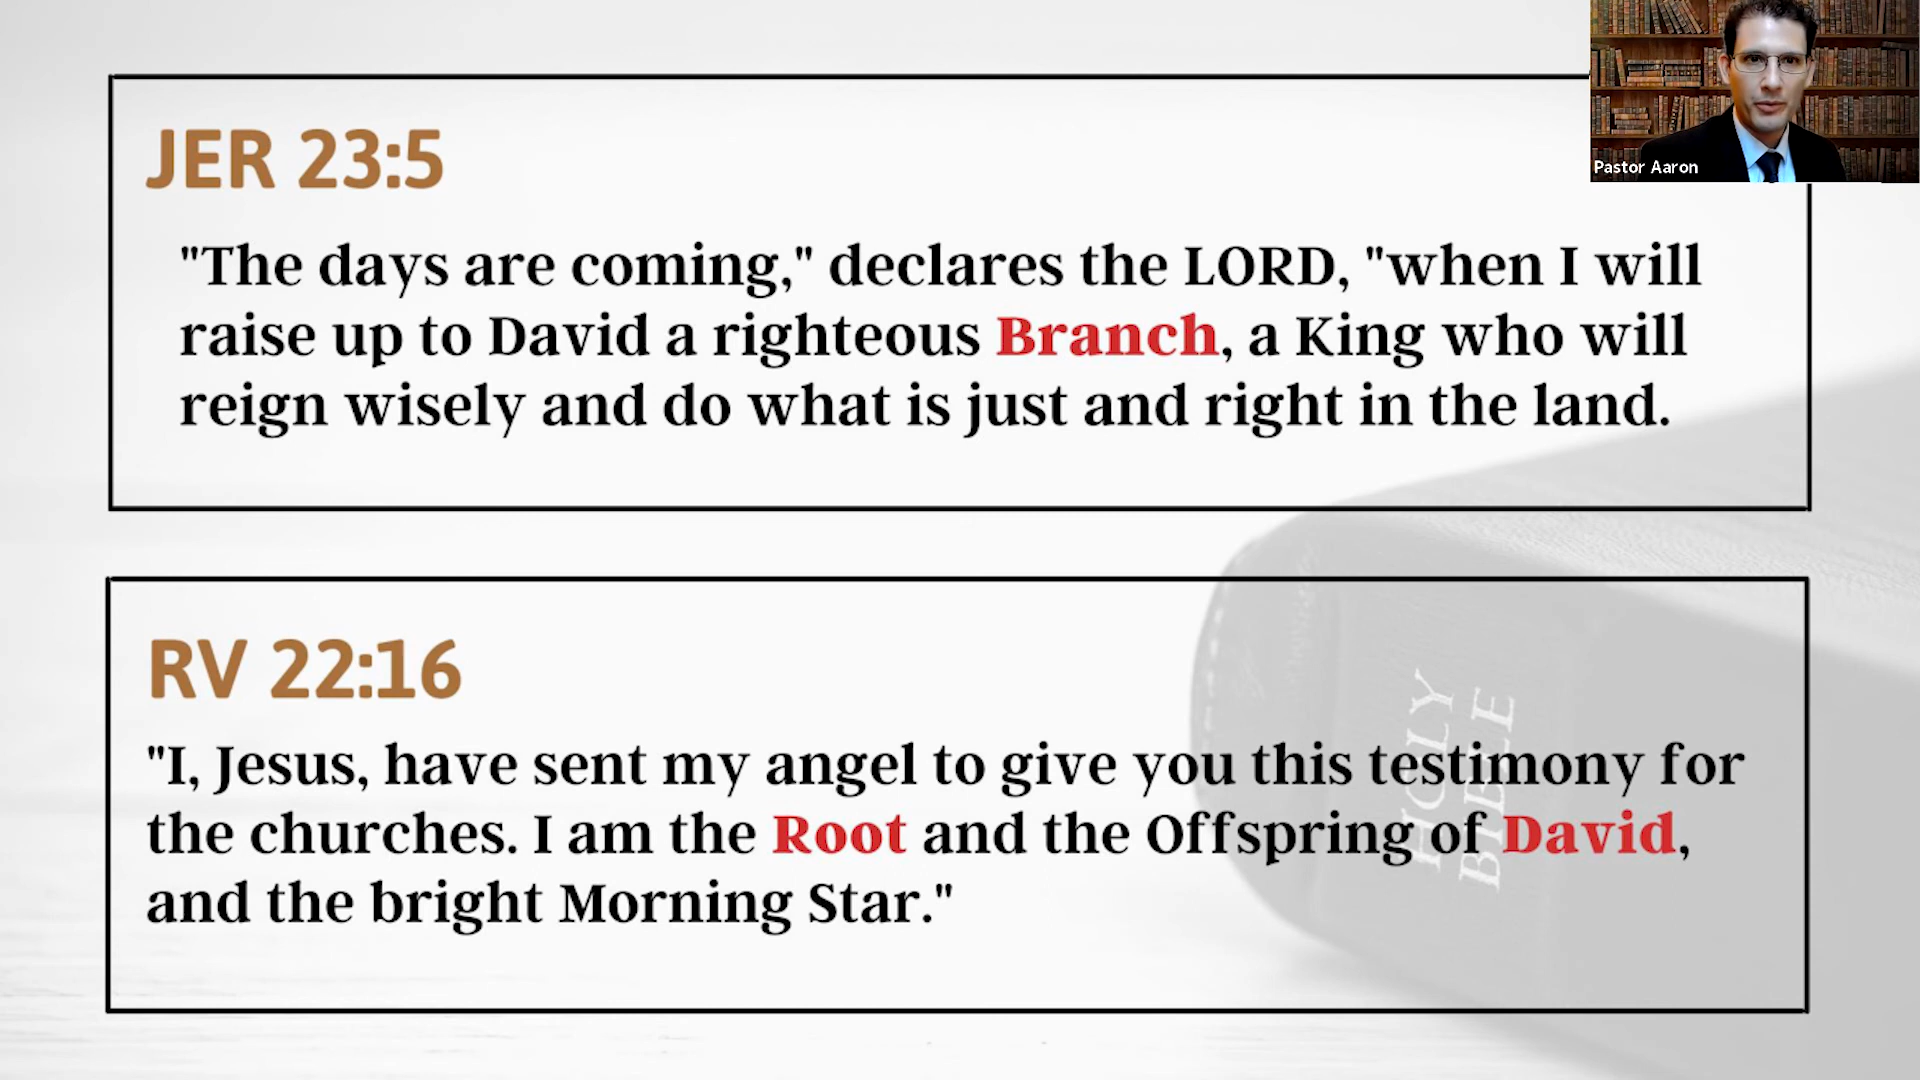 Pastor Aaron
JER 23:5
"The days are coming," declares the LORD, "when I will
raise up to David a righteous Branch, a King who will
reign wisely and do what is just and right in the land.
RV 22:16
"I, Jesus, have sent my angel to give you this testimony for
the churches. I am the Root and the Offspring of David,
and the bright Morning Star."
HOLY
BIBLE